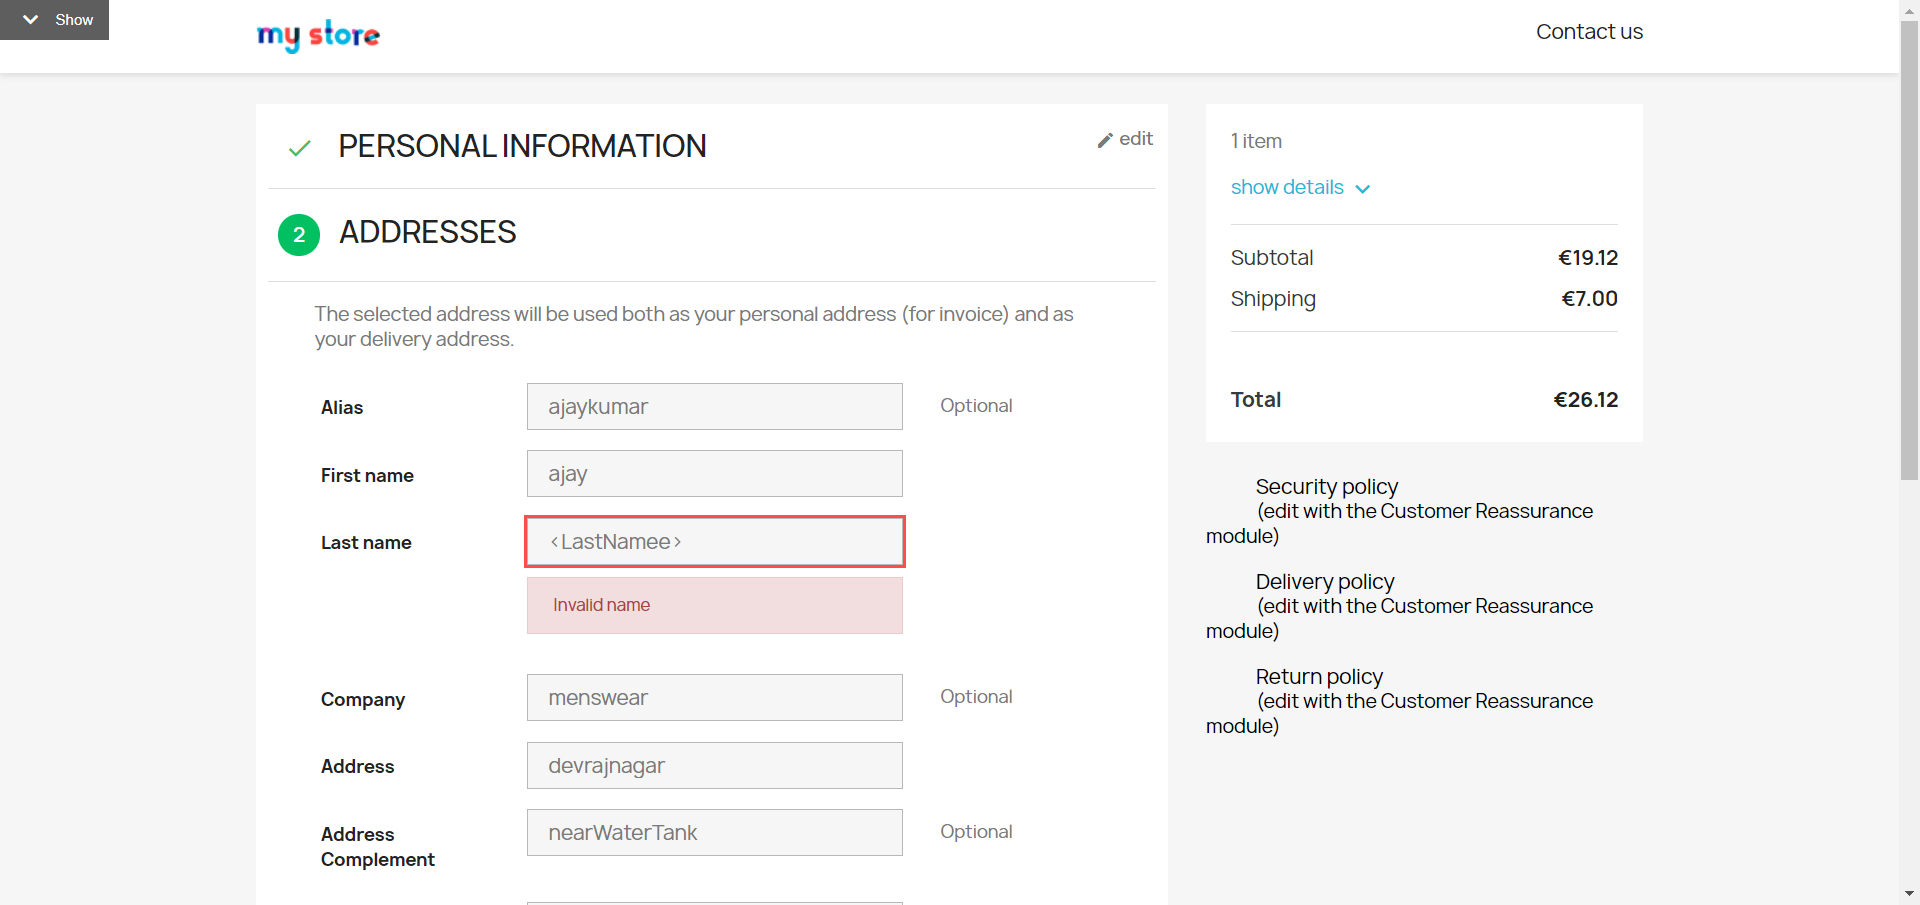 Show
my store
Contact us
PERSONAL INFORMATION
edit
2
ADDRESSES
The selected address will be used both as your personal address (for invoice) and as
your delivery address.
Alias
ajaykumar
Optional
First name
ajay
Last name
<LastNamee>
Invalid name
Company
menswear
Optional
Address
devrajnagar
Address
Complement
nearWaterTank
Optional
1 item
show details
Subtotal
€19.12
Shipping
€7.00
Total
€26.12
Security policy
(edit with the Customer Reassurance
module)
Delivery policy
(edit with the Customer Reassurance
module)
Return policy
(edit with the Customer Reassurance
module)